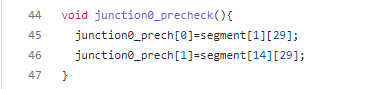 44 void junction0_precheck(){
45 junction0_prech[0]=segment[1][29];
46 junction0_prech[1]=segment[14][29];
47 }